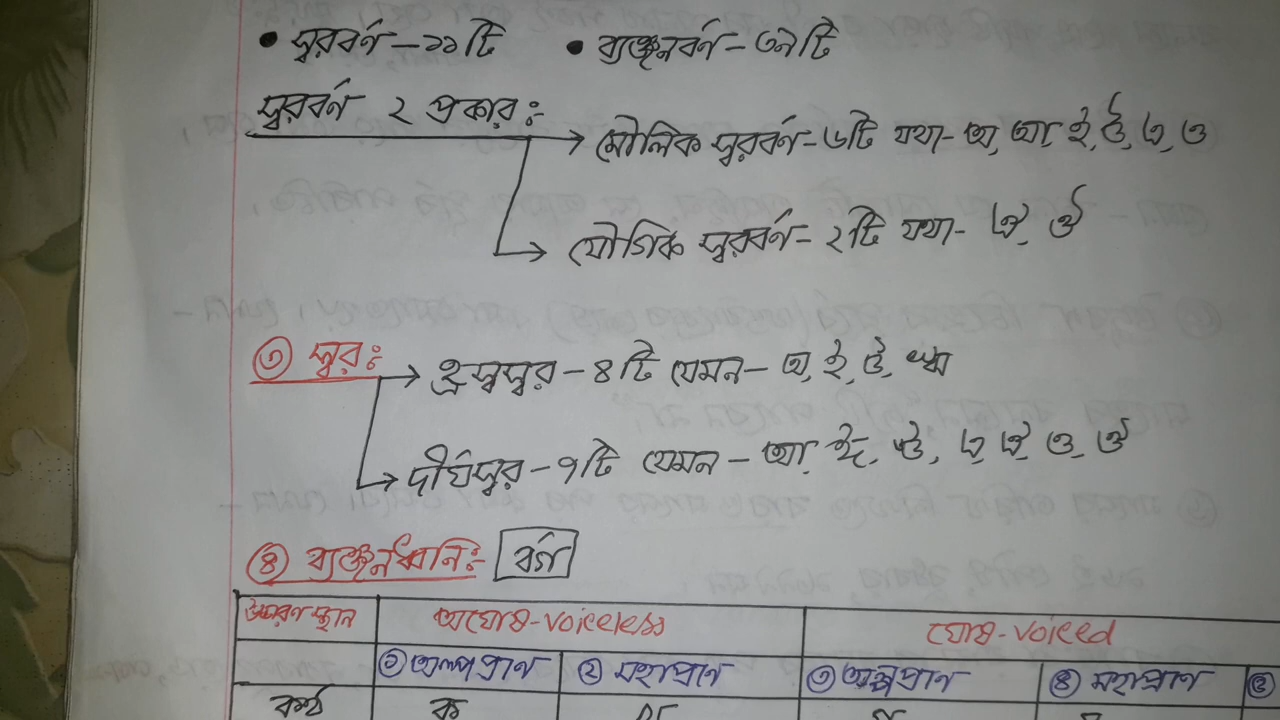 • স্বরবর্ণ - ১১টি • ব্যঞ্জনবর্ণ - ৩৯টি
স্বরবর্ণ ২ প্রকার:-
→ মৌলিক স্বরবর্ণ - ৬টি যথা- অ, আ, ই, উ, এ, ও
→ যৌগিক স্বরবর্ণ - ২টি যথা- ঐ, ঔ
৩ স্বর:
→ হ্রস্বস্বর - ৪টি যেমন - অ, ই, উ, ঋ
→ দীর্ঘস্বর - ৭টি যেমন - আ, ঈ, ঊ, এ, ঐ, ও, ঔ
৪ ব্যঞ্জনধ্বনি:- বর্গ
উচ্চারণ স্থান অঘোষ-voiceless ঘোষ-voiced
১ অল্পপ্রাণ ২ মহাপ্রাণ ৩ অল্পপ্রাণ ৪ মহাপ্রাণ ৫
কণ্ঠ ক